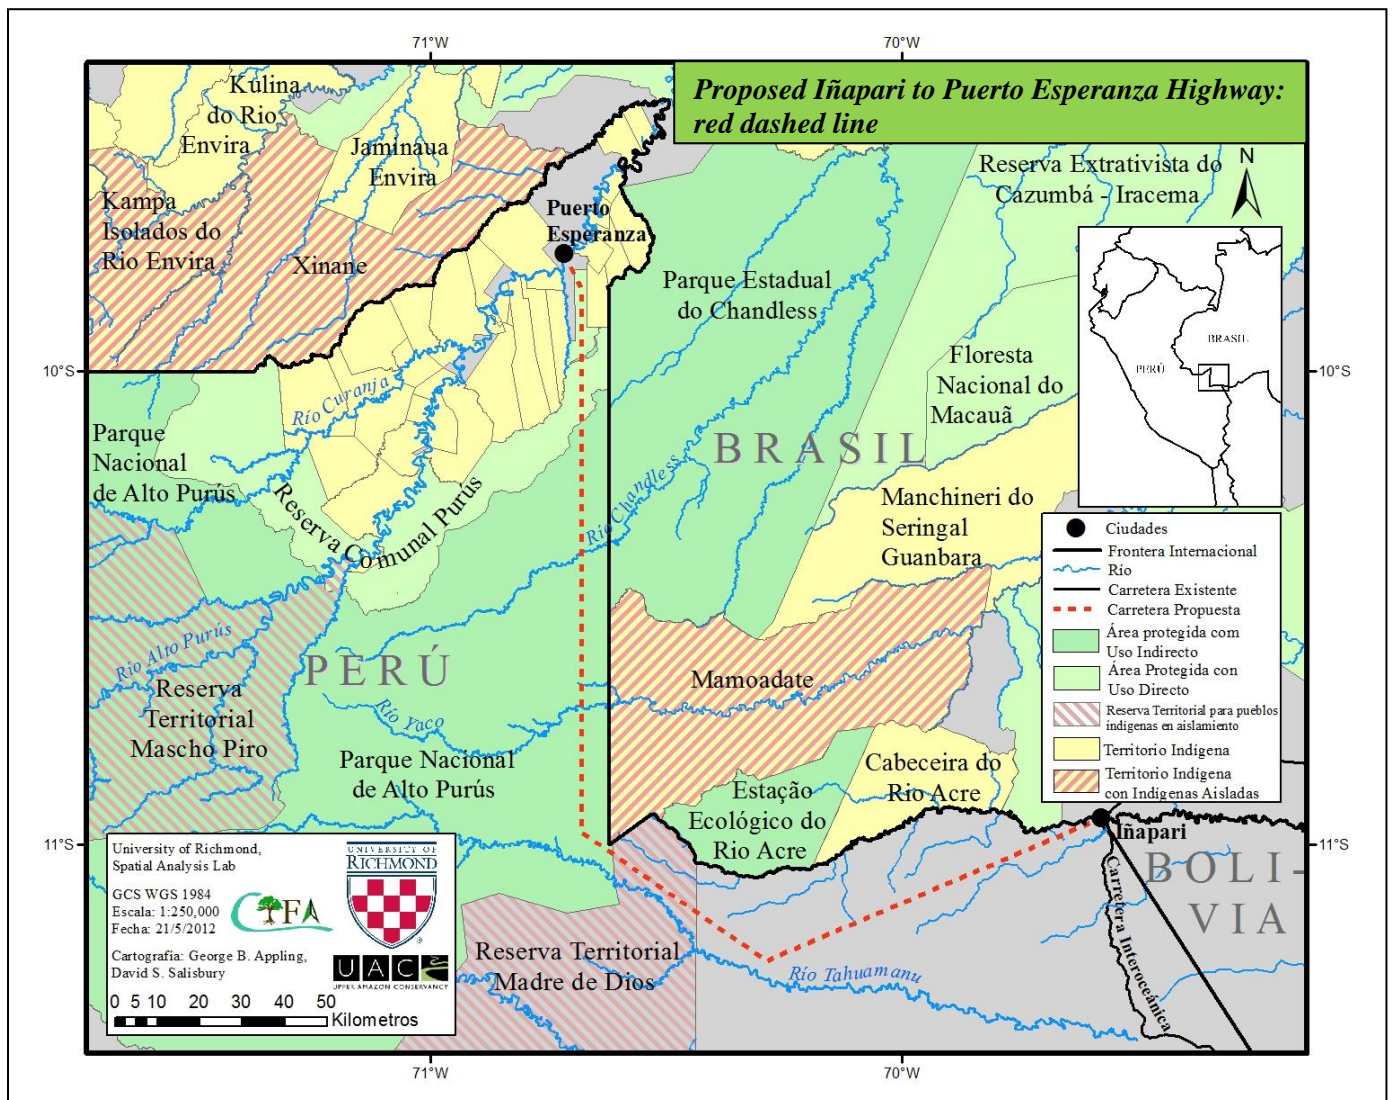 71°W
70°W
Proposed Iñapari to Puerto Esperanza Highway:
red dashed line
Kulina
do Rio
Envira
Jaminaua
Envira
Kampa
Isolados do
Rio Envira
Xinane
Puerto
Esperanza
Reserva Extrativista do
Cazumbá - Iracema
N
Parque Estadual
do Chandless
BRASIL
PERÚ
Floresta
Nacional do
Macauã
10°S
10°S
Río Curanja
Parque
Nacional
de Alto Purús
Reserva Comunal Purús
BRASIL
Río Chandless
Manchineri do
Seringal
Guanbara
Ciudades
Frontera Internacional
Río
Carretera Existente
Carretera Propuesta
Área protegida com
Uso Indirecto
Área Protegida con
Uso Directo
Reserva Territorial para pueblos
indígenas en aislamiento
Territorio Indígena
Territorio Indígena
con Indígenas Aisladas
Río Alto Purús
PERÚ
Reserva
Territorial
Mascho Piro
Mamoadate
Río Yaco
Parque Nacional
de Alto Purús
Cabeceira do
Rio Acre
Estação
Ecológico do
Rio Acre
Iñapari
11°S
11°S
BOLI-
VIA
Carretera Interoceánica
University of Richmond,
Spatial Analysis Lab
GCS WGS 1984
Escala: 1:250,000
Fecha: 21/5/2012
Cartografía: George B. Appling,
David S. Salisbury
UNIVERSITY OF
RICHMOND
UAC
UPPER AMAZON CONSERVANCY
0 5 10 20 30 40 50
Kilometros
Reserva Territorial
Madre de Dios
Río Tahuamanu
71°W
70°W